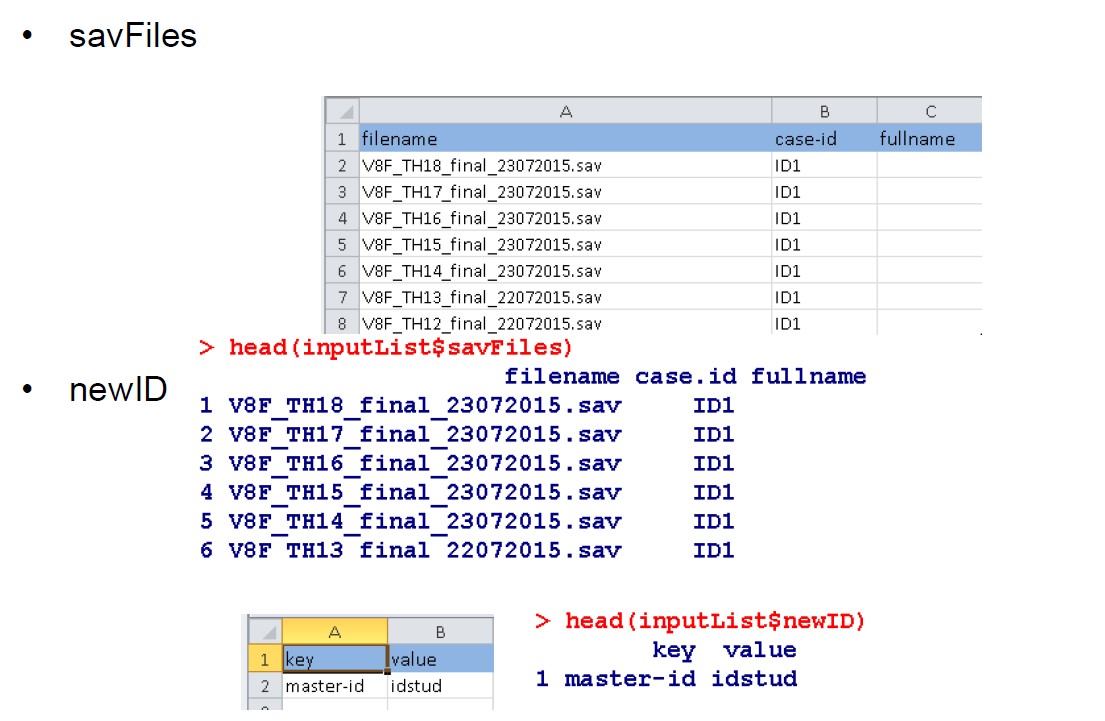 • savFiles
A B C
1 filename case-id fullname
2 V8F_TH18_final_23072015.sav ID1
3 V8F_TH17_final_23072015.sav ID1
4 V8F_TH16_final_23072015.sav ID1
5 V8F_TH15_final_23072015.sav ID1
6 V8F_TH14_final_23072015.sav ID1
7 V8F_TH13_final_22072015.sav ID1
8 V8F_TH12_final_22072015.sav ID1
> head(inputList$savFiles)
filename case.id fullname
• newID
1 V8F_TH18_final_23072015.sav ID1
2 V8F_TH17_final_23072015.sav ID1
3 V8F_TH16_final_23072015.sav ID1
4 V8F_TH15_final_23072015.sav ID1
5 V8F_TH14_final_23072015.sav ID1
6 V8F_TH13_final_22072015.sav ID1
A B
1 key value
2 master-id idstud
> head(inputList$newID)
key value
1 master-id idstud